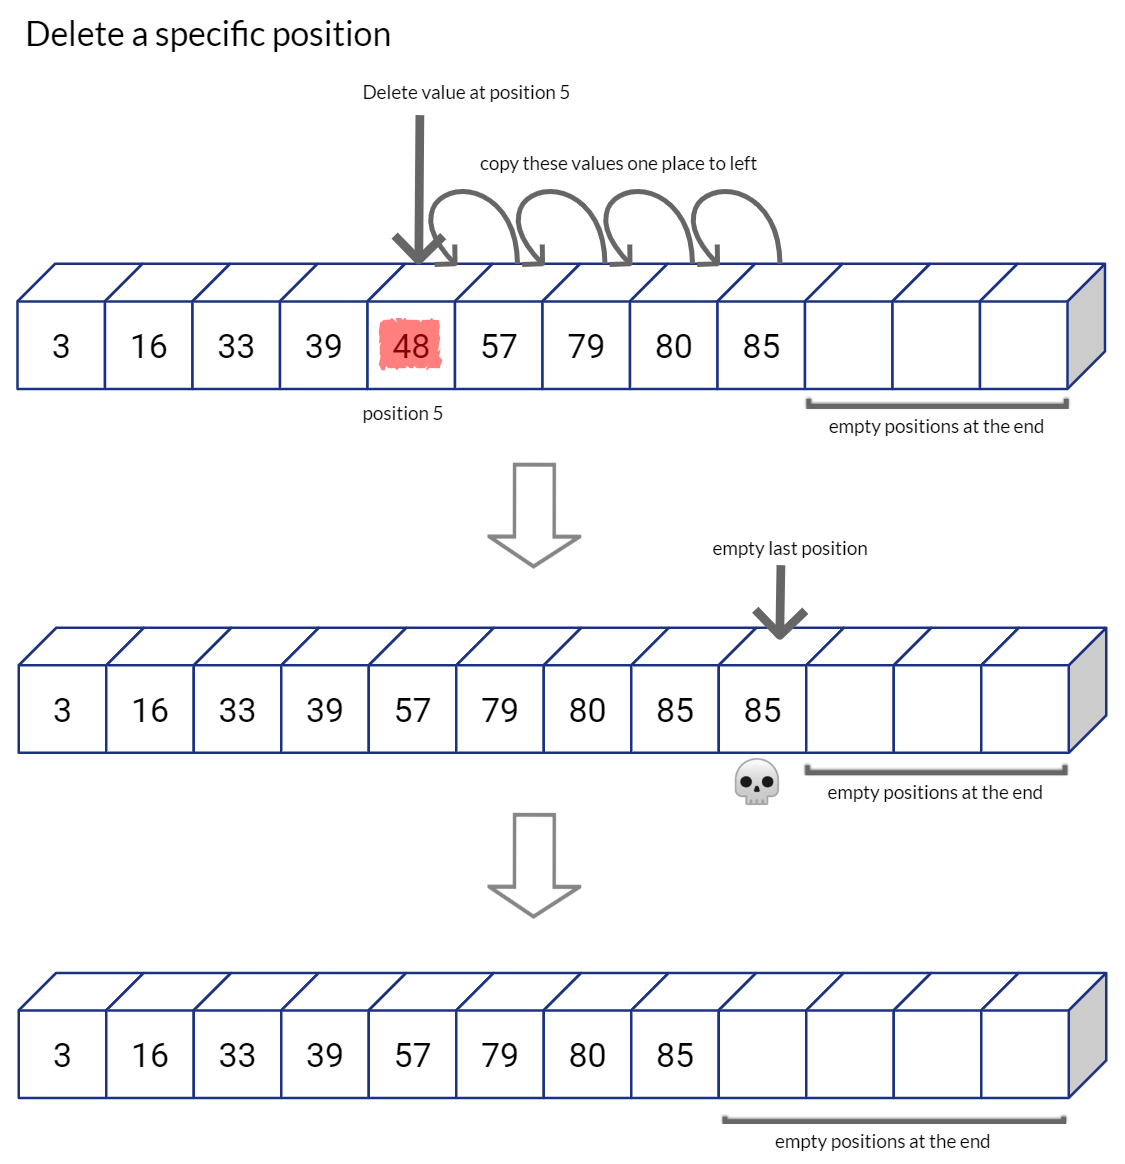 Delete a specific position
Delete value at position 5
copy these values one place to left
3 16 33 39 48 57 79 80 85
position 5
empty positions at the end
empty last position
3 16 33 39 57 79 80 85 85
empty positions at the end
3 16 33 39 57 79 80 85
empty positions at the end